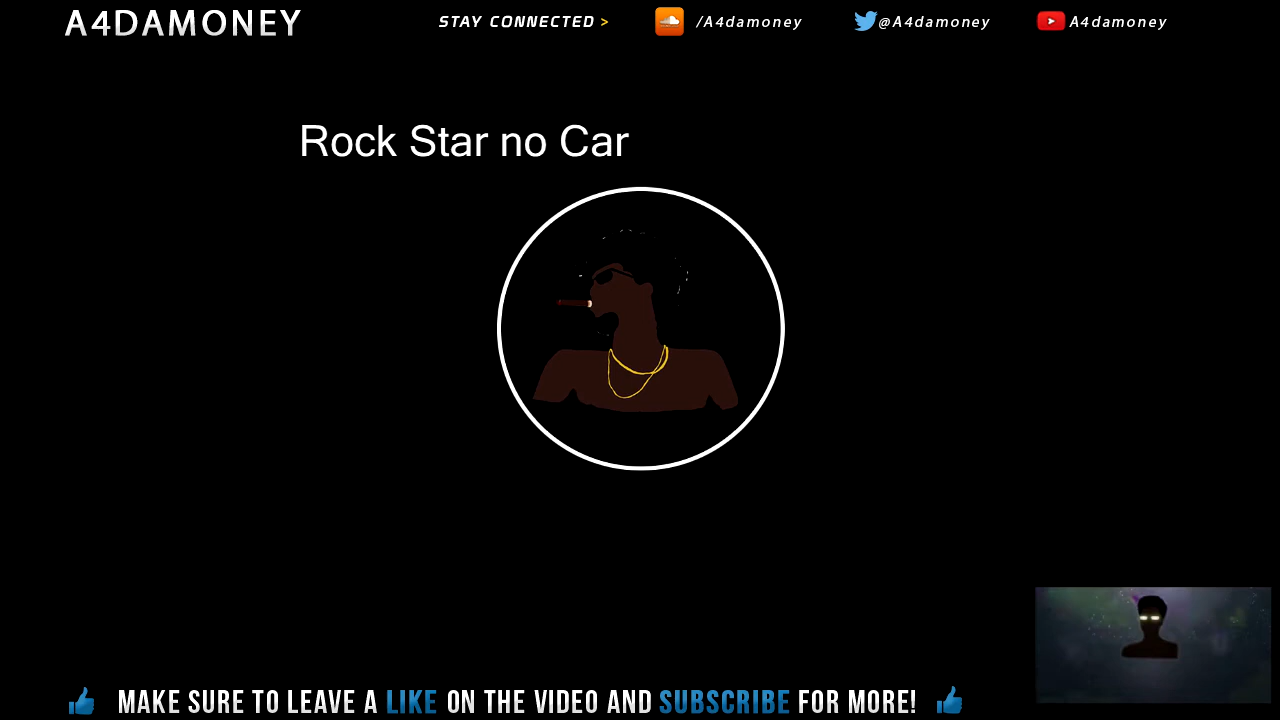 A4DAMONEY
STAY CONNECTED >
/A4damoney
@A4damoney
A4damoney
Rock Star no Car
MAKE SURE TO LEAVE A LIKE ON THE VIDEO AND SUBSCRIBE FOR MORE!